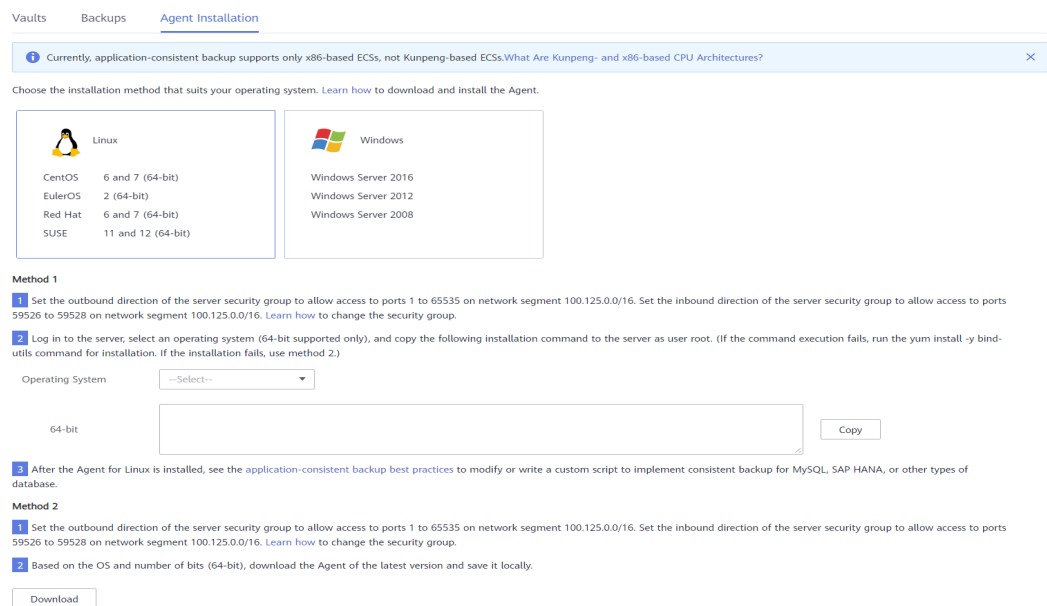 Vaults Backups Agent Installation
Currently, application-consistent backup supports only x86-based ECSs, not Kunpeng-based ECSs.What Are Kunpeng- and x86-based CPU Architectures?
Choose the installation method that suits your operating system. Learn how to download and install the Agent.
Linux
CentOS 6 and 7 (64-bit)
EulerOS 2 (64-bit)
Red Hat 6 and 7 (64-bit)
SUSE 11 and 12 (64-bit)
Windows
Windows Server 2016
Windows Server 2012
Windows Server 2008
Method 1
1 Set the outbound direction of the server security group to allow access to ports 1 to 65535 on network segment 100.125.0.0/16. Set the inbound direction of the server security group to allow access to ports
59526 to 59528 on network segment 100.125.0.0/16. Learn how to change the security group.
2 Log in to the server, select an operating system (64-bit supported only), and copy the following installation command to the server as user root. (If the command execution fails, run the yum install -y bind-
utils command for installation. If the installation fails, use method 2.)
Operating System --Select--
64-bit Copy
3 After the Agent for Linux is installed, see the application-consistent backup best practices to modify or write a custom script to implement consistent backup for MySQL, SAP HANA, or other types of
database.
Method 2
1 Set the outbound direction of the server security group to allow access to ports 1 to 65535 on network segment 100.125.0.0/16. Set the inbound direction of the server security group to allow access to ports
59526 to 59528 on network segment 100.125.0.0/16. Learn how to change the security group.
2 Based on the OS and number of bits (64-bit), download the Agent of the latest version and save it locally.
Download